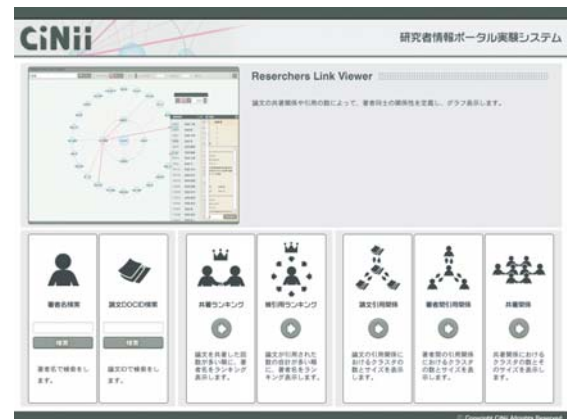 CiNii
研究者情報ポータル実験システム
Reserchers Link Viewer
論文の共著関係や引用の数によって、著者同士の関係性を定義し、グラフ表示します。
著者名検索
論文DOCID検索
共著ランキング
被引用ランキング
論文引用関係
著者間引用関係
共著関係
検索
検索
著者名で検索をし
ます。
論文IDで検索をし
ます。
論文を共著した回
数が多い順に、著
者名をランキング
表示します。
論文が引用された
数の合計が多い順
に、著者名をラン
キング表示します。
論文の引用関係に
おけるクラスタの
数とサイズを表示
します。
著者間の引用関係
におけるクラスタ
の数とサイズを表
示します。
共著関係における
クラスタの数とそ
のサイズを表示し
ます。
© Copyright CiNii Allrights Reserved